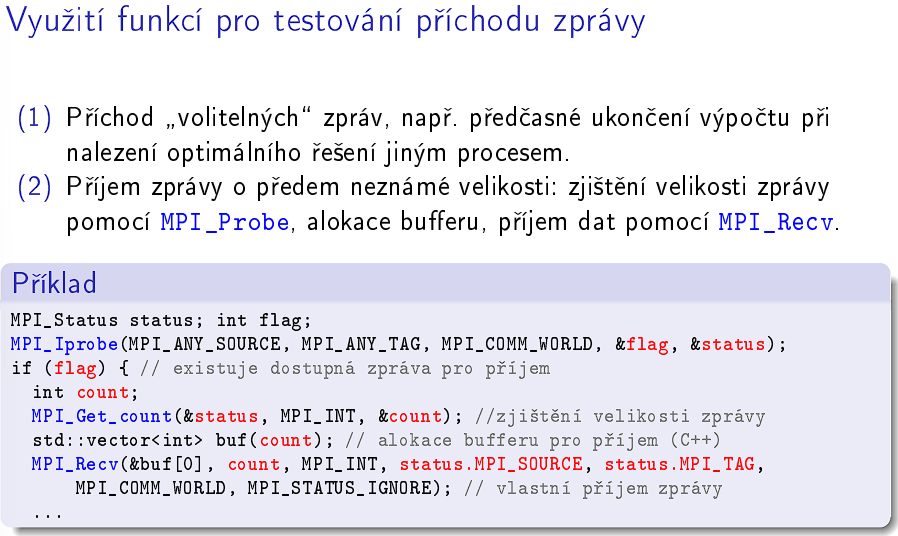 Využití funkcí pro testování příchodu zprávy
(1) Příchod „volitelných“ zpráv, např. předčasné ukončení výpočtu při
nalezení optimálního řešení jiným procesem.
(2) Příjem zprávy o předem neznámé velikosti: zjištění velikosti zprávy
pomocí MPI_Probe, alokace bufferu, příjem dat pomocí MPI_Recv.
Příklad
MPI_Status status; int flag;
MPI_Iprobe(MPI_ANY_SOURCE, MPI_ANY_TAG, MPI_COMM_WORLD, &flag, &status);
if (flag) { // existuje dostupná zpráva pro příjem
  int count;
  MPI_Get_count(&status, MPI_INT, &count); //zjištění velikosti zprávy
  std::vector<int> buf(count); // alokace bufferu pro příjem (C++)
  MPI_Recv(&buf[0], count, MPI_INT, status.MPI_SOURCE, status.MPI_TAG,
      MPI_COMM_WORLD, MPI_STATUS_IGNORE); // vlastní příjem zprávy
  ...